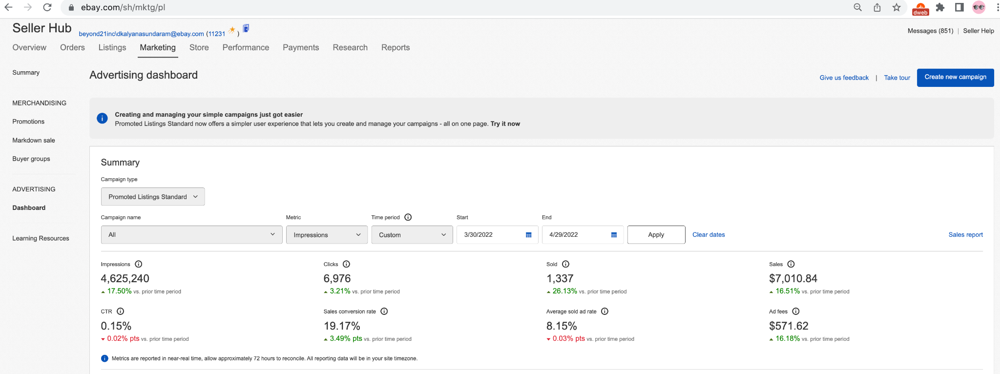 ebay.com/sh/mktg/pl
dweb
Seller Hub
beyond21inc\dkalyanasundaram@ebay.com (11231 )
Messages (851) | Seller Help
Overview Orders Listings Marketing Store Performance Payments Research Reports
Summary
MERCHANDISING
Promotions
Markdown sale
Buyer groups
ADVERTISING
Dashboard
Learning Resources
Advertising dashboard
Give us feedback | Take tour
Create new campaign
Creating and managing your simple campaigns just got easier
Promoted Listings Standard now offers a simpler user experience that lets you create and manage your campaigns - all on one page. Try it now
Summary
Campaign type
Promoted Listings Standard
Campaign name Metric Time period Start End
All Impressions Custom 3/30/2022 4/29/2022 Apply Clear dates Sales report
Impressions Clicks Sold Sales
4,625,240 6,976 1,337 $7,010.84
17.50% vs. prior time period 3.21% vs. prior time period 26.13% vs. prior time period 16.51% vs. prior time period
CTR Sales conversion rate Average sold ad rate Ad fees
0.15% 19.17% 8.15% $571.62
0.02% pts vs. prior time period 3.49% pts vs. prior time period 0.03% pts vs. prior time period 16.18% vs. prior time period
Metrics are reported in near-real time, allow approximately 72 hours to reconcile. All reporting data will be in your site timezone.